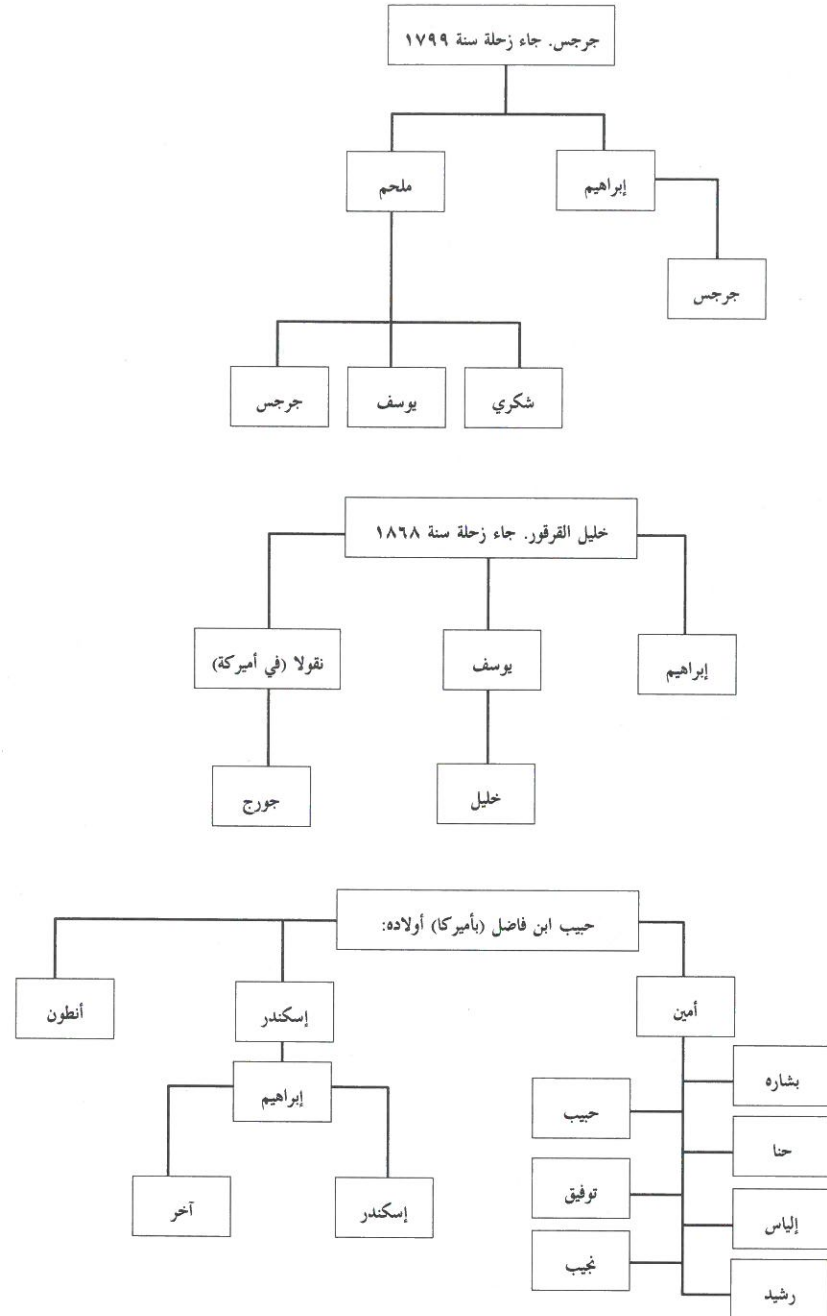 جرجس. جاء زحلة سنة ١٧٩٩
إبراهيم
ملحم
جرجس
شكري
يوسف
جرجس
خليل القرقور. جاء زحلة سنة ١٨٦٨
إبراهيم
يوسف
نقولا (في أميركة)
خليل
جورج
حبيب ابن فاضل (بأميركا) أولاده:
أمين
إسكندر
أنطون
بشاره
حبيب
حنا
توفيق
إلياس
نجيب
رشيد
إبراهيم
إسكندر
آخر